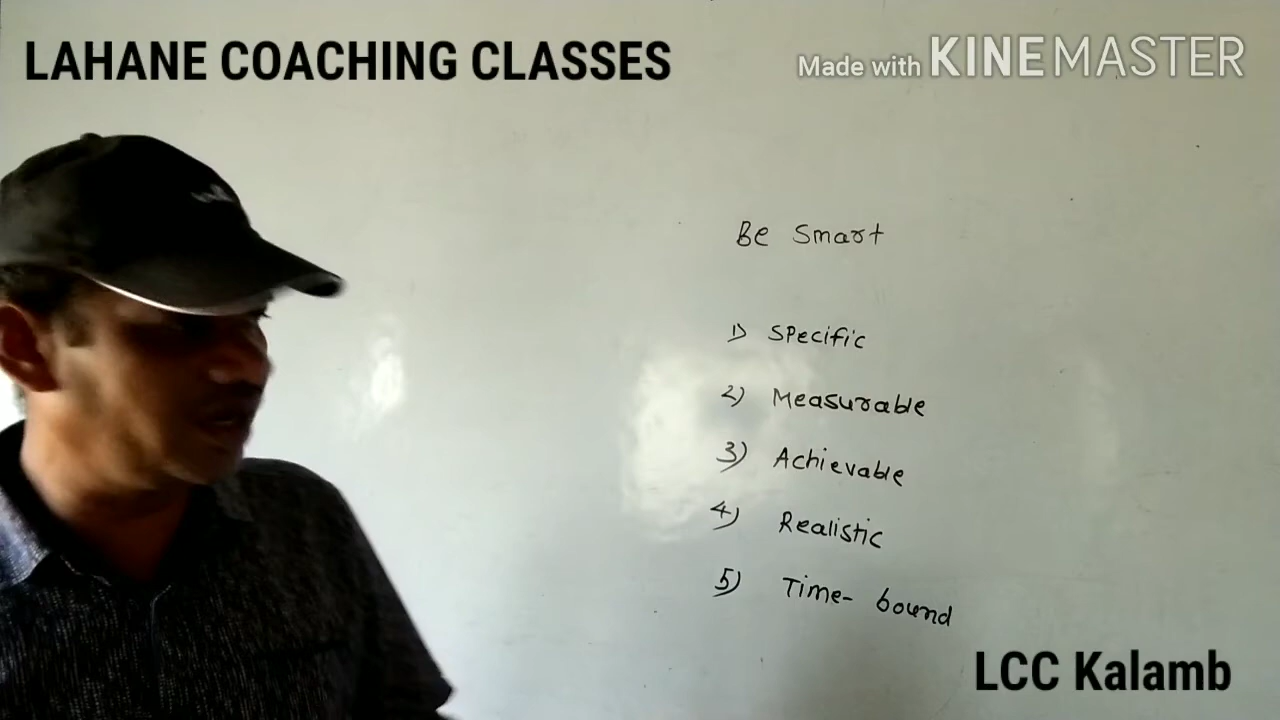 LAHANE COACHING CLASSES
Made with KINEMASTER
Be Smart
1) Specific
2) Measurable
3) Achievable
4) Realistic
5) Time-bound
LCC Kalamb